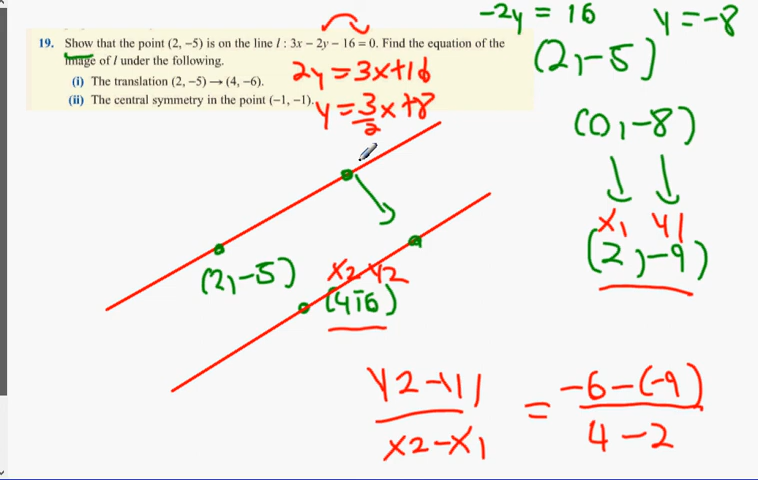 -2y = 16 y = -8
19. Show that the point (2, −5) is on the line l : 3x − 2y − 16 = 0. Find the equation of the
image of l under the following.
(i) The translation (2, −5) → (4, −6).
(ii) The central symmetry in the point (−1, −1).
2y = 3x+16
y = 3/2 x + 8
(2,-5)
(0,-8)
↓ ↓
x1 y1
(2,-9)
(2,-5)
x2 y2
(4,-6)
y2-y1 / x2-x1 = -6-(-9) / 4-2